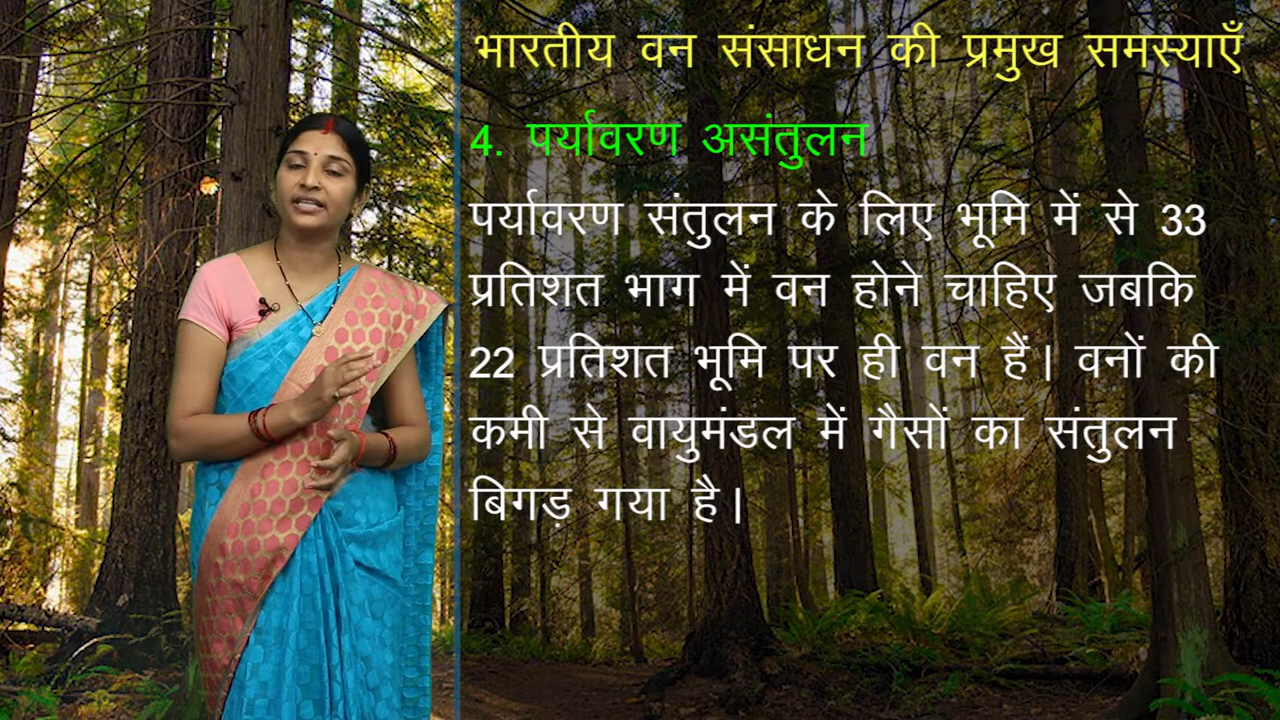 भारतीय वन संसाधन की प्रमुख समस्याएँ
4. पर्यावरण असंतुलन
पर्यावरण संतुलन के लिए भूमि में से 33
प्रतिशत भाग में वन होने चाहिए जबकि
22 प्रतिशत भूमि पर ही वन हैं। वनों की
कमी से वायुमंडल में गैसों का संतुलन
बिगड़ गया है।